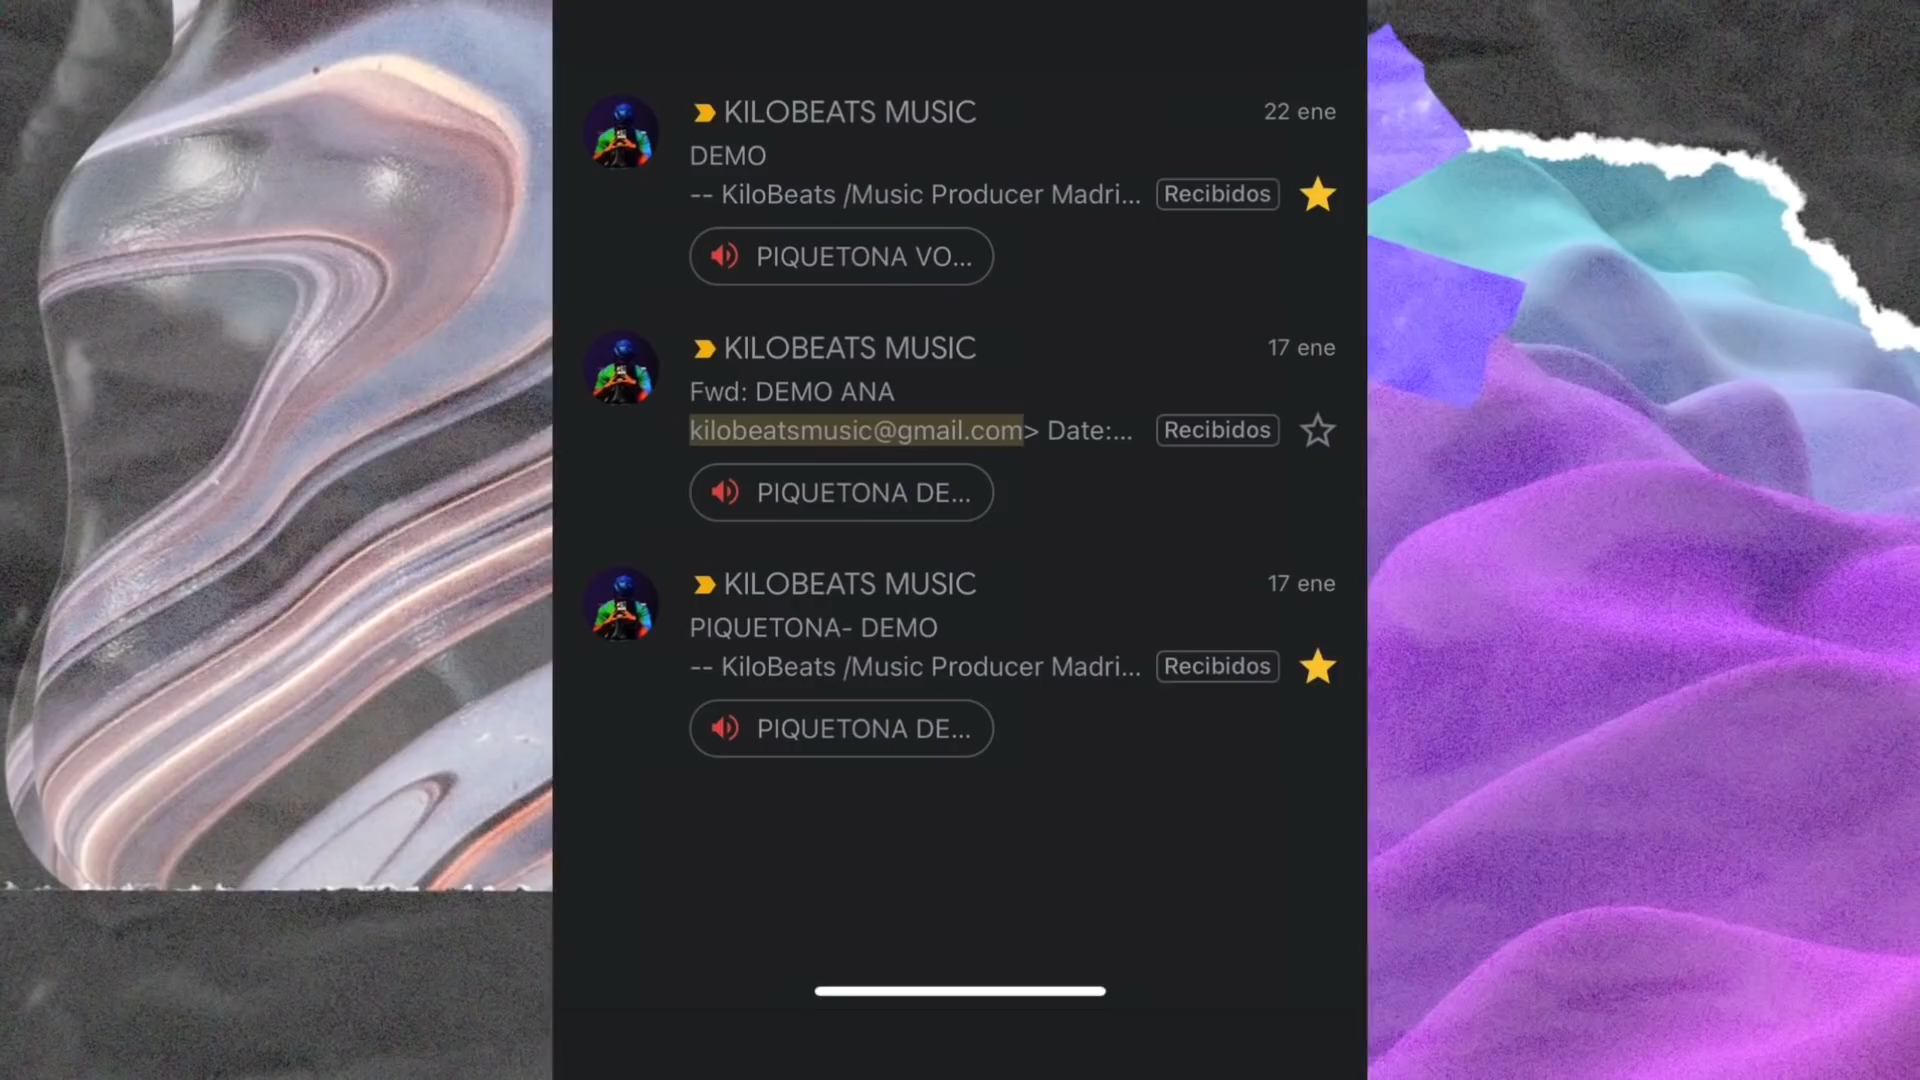 KILOBEATS MUSIC
22 ene
DEMO
-- KiloBeats /Music Producer Madri...
Recibidos
PIQUETONA VO...
KILOBEATS MUSIC
17 ene
Fwd: DEMO ANA
kilobeatsmusic@gmail.com> Date:...
Recibidos
PIQUETONA DE...
KILOBEATS MUSIC
17 ene
PIQUETONA- DEMO
-- KiloBeats /Music Producer Madri...
Recibidos
PIQUETONA DE...